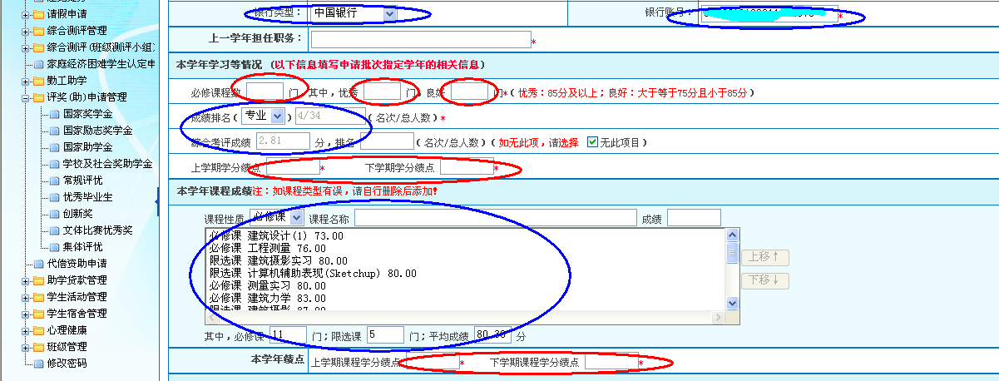 请假申请
综合测评管理
综合测评(班级测评小组)
家庭经济困难学生认定申
勤工助学
评奖(助)申请管理
国家奖学金
国家励志奖学金
国家助学金
学校及社会奖助学金
常规评优
优秀毕业生
创新奖
文体比赛优秀奖
集体评优
代偿资助申请
助学贷款管理
学生活动管理
学生宿舍管理
心理健康
班级管理
修改密码
银行类型： 中国银行 银行账号： *
上一学年担任职务： *
本学年学习等情况 (以下信息填写申请批次指定学年的相关信息)
必修课程数 门，其中，优秀 门；良好 门*(优秀：85分及以上；良好：大于等于75分且小于85分)
成绩排名( 专业 ) 4/34 (名次/总人数)*
综合考评成绩 2.81 分，排名 (名次/总人数)(如无此项，请选择 无此项目)
上学期学分绩点 * 下学期学分绩点 *
本学年课程成绩注：如课程类型有误，请自行删除后添加!
课程性质 必修课 课程名称 成绩
必修课 建筑设计(1) 73.00
必修课 工程测量 76.00
限选课 建筑摄影实习 80.00
限选课 计算机辅助表现(Sketchup) 80.00
必修课 测量实习 80.00
必修课 建筑力学 83.00
限选课 建筑摄影 87.00
上移↑
下移↓
其中，必修课 11 门；限选课 5 门；平均成绩 80.30 分
本学年绩点 上学期课程学分绩点 * 下学期课程学分绩点 *